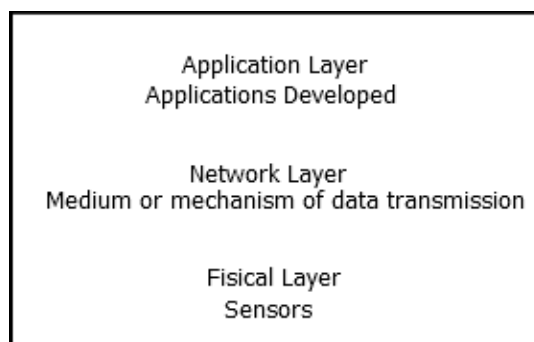 Application Layer
Applications Developed
Network Layer
Medium or mechanism of data transmission
Fisical Layer
Sensors